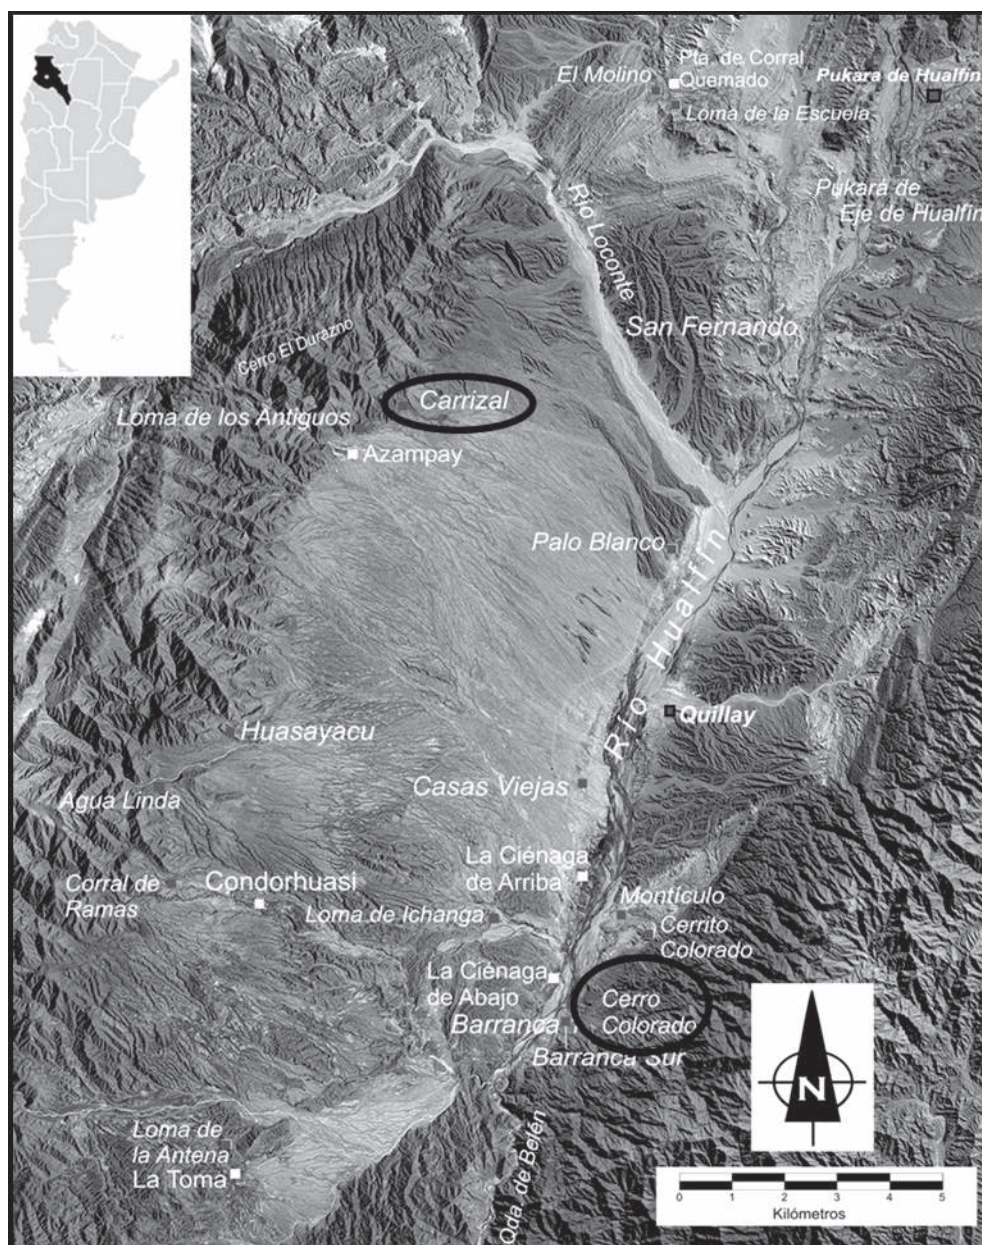 Pta. de Corral
Quemado
El Molino
Pukara de Hualfin
Loma de la Escuela
Pukará de
Eje de Hualfin
Río Loconte
San Fernando
Cerro El Durazno
Carrizal
Loma de los Antiguos
Azampay
Palo Blanco
Río Hualfín
Quillay
Huasayacu
Casas Viejas
Agua Linda
La Ciénaga
de Arriba
Corral de
Ramas
Condorhuasi
Loma de Ichanga
Montículo
Cerrito
Colorado
La Ciénaga
de Abajo
Cerro
Colorado
Barranca
Barranca Sur
N
Loma de
la Antena
La Toma
Qda de Belén
0 1 2 3 4 5
Kilómetros